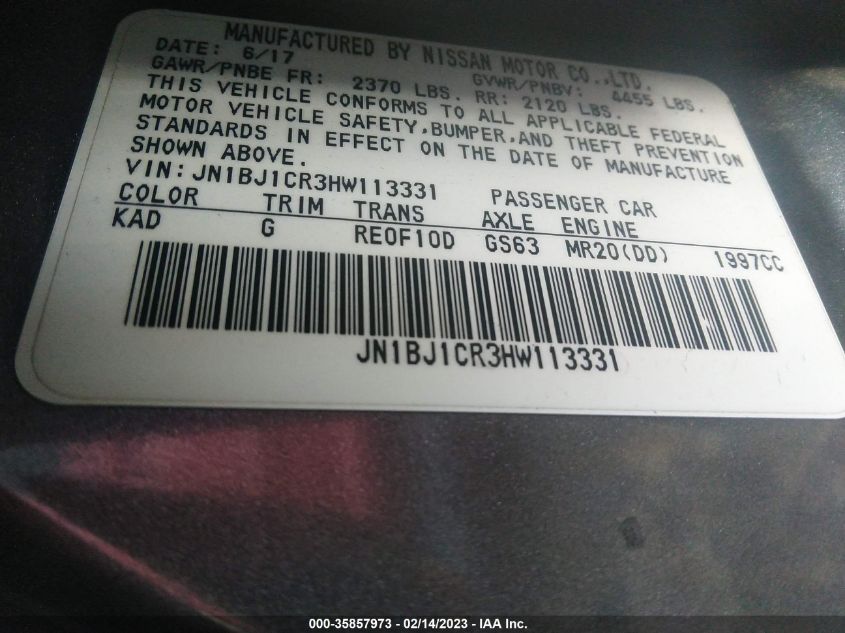 MANUFACTURED BY NISSAN MOTOR CO.,LTD.
DATE: 6/17 GVWR/PNBV: 4455 LBS.
GAWR/PNBE FR: 2370 LBS. RR: 2120 LBS.
THIS VEHICLE CONFORMS TO ALL APPLICABLE FEDERAL
MOTOR VEHICLE SAFETY,BUMPER,AND THEFT PREVENTION
STANDARDS IN EFFECT ON THE DATE OF MANUFACTURE
SHOWN ABOVE.
VIN:JN1BJ1CR3HW113331 PASSENGER CAR
COLOR TRIM TRANS AXLE ENGINE
KAD G RE0F10D GS63 MR20(DD) 1997CC
JN1BJ1CR3HW113331
000-35857973 - 02/14/2023 - IAA Inc.